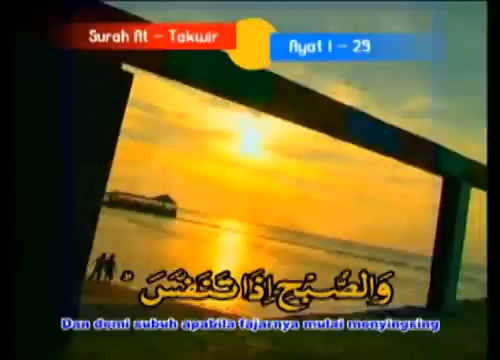 Surah At - Takwir
Ayat 1 - 29
وَالصُّبْحِ إِذَا تَنَفَّسَ
Dan demi subuh apabila fajarnya mulai menyingsing